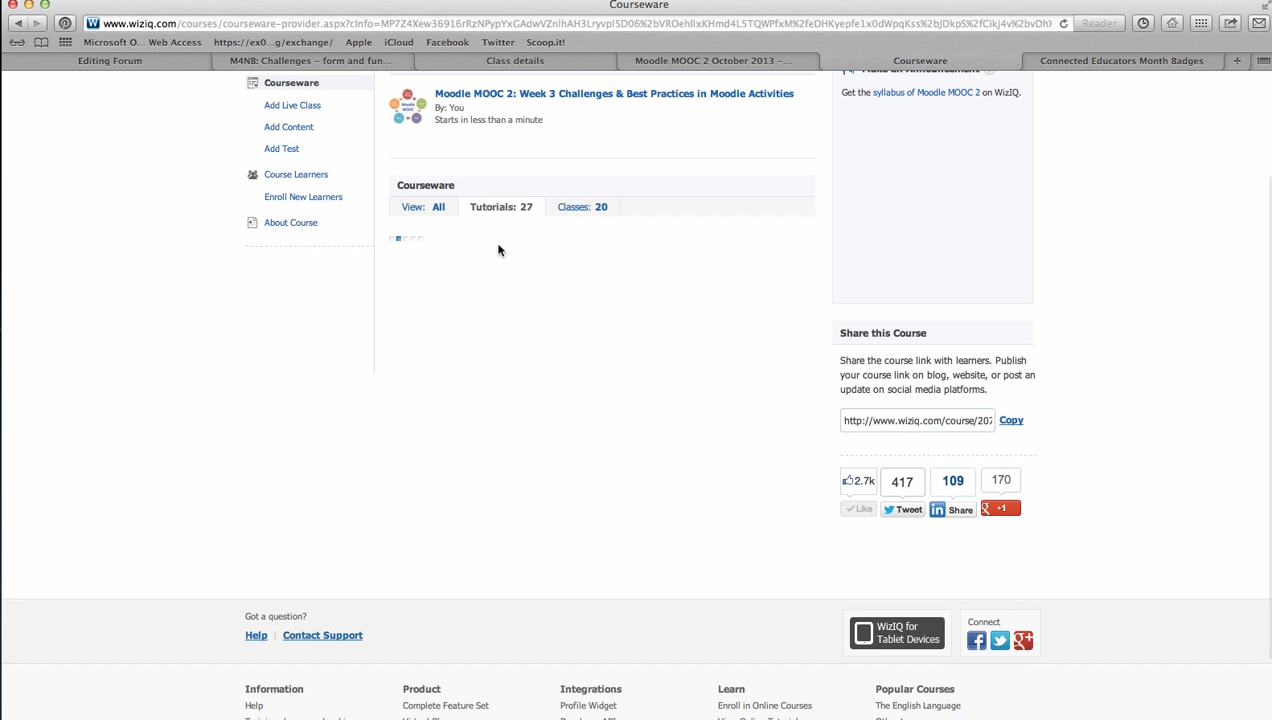 Courseware
www.wiziq.com/courses/courseware-provider.aspx?cInfo=
Reader
Microsoft O... Web Access
https://ex0...g/exchange/
Apple
iCloud
Facebook
Twitter
Scoop.it!
Editing Forum
M4NB: Challenges – form and fun...
Class details
Moodle MOOC 2 October 2013 –...
Courseware
Connected Educators Month Badges
+
Courseware
Add Live Class
Add Content
Add Test
Course Learners
Enroll New Learners
About Course
Moodle MOOC 2: Week 3 Challenges & Best Practices in Moodle Activities
By: You
Starts in less than a minute
Courseware
View: All
Tutorials: 27
Classes: 20
Make an Announcement
Get the syllabus of Moodle MOOC 2 on WizIQ.
Share this Course
Share the course link with learners. Publish
your course link on blog, website, or post an
update on social media platforms.
http://www.wiziq.com/course/207
Copy
2.7k
417
109
170
Like
Tweet
in Share
+1
Got a question?
Help | Contact Support
WizIQ for
Tablet Devices
Connect
Information
Product
Integrations
Learn
Popular Courses
Help
Complete Feature Set
Profile Widget
Enroll in Online Courses
The English Language